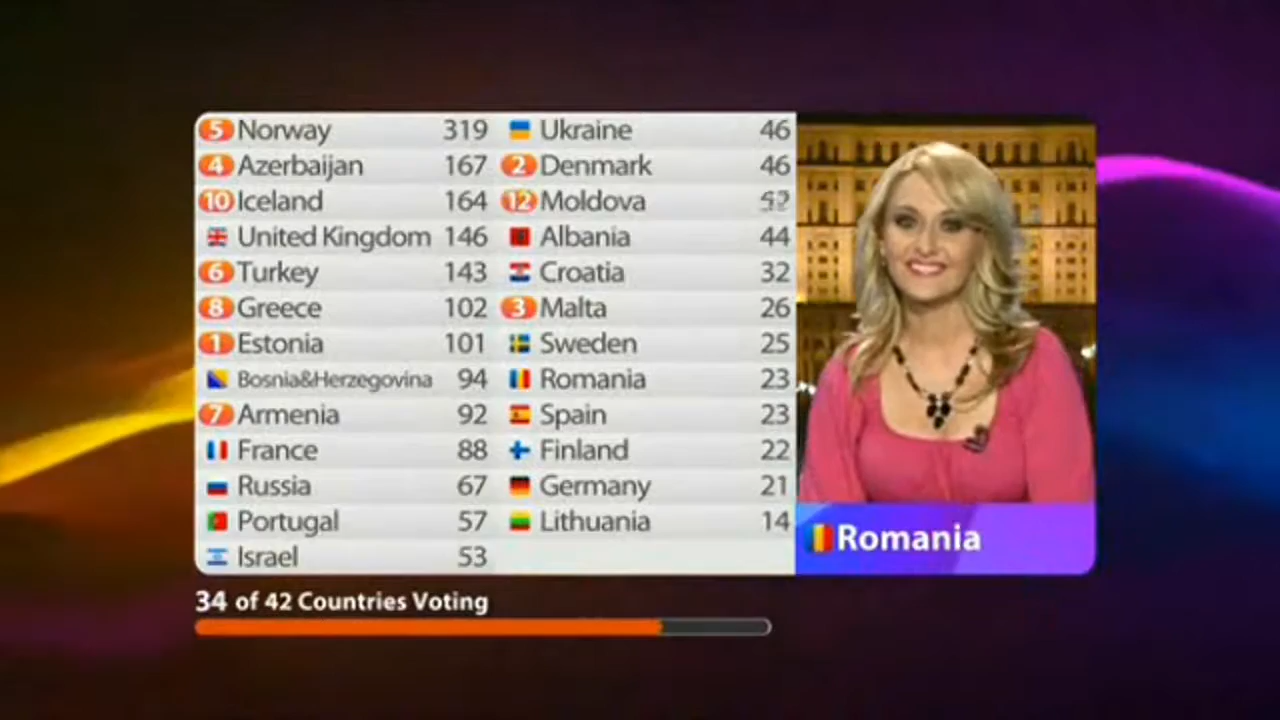 5 Norway 319
4 Azerbaijan 167
10 Iceland 164
United Kingdom 146
6 Turkey 143
8 Greece 102
1 Estonia 101
Bosnia&Herzegovina 94
7 Armenia 92
France 88
Russia 67
Portugal 57
Israel 53
Ukraine 46
2 Denmark 46
12 Moldova
Albania 44
Croatia 32
3 Malta 26
Sweden 25
Romania 23
Spain 23
Finland 22
Germany 21
Lithuania 14
Romania
34 of 42 Countries Voting